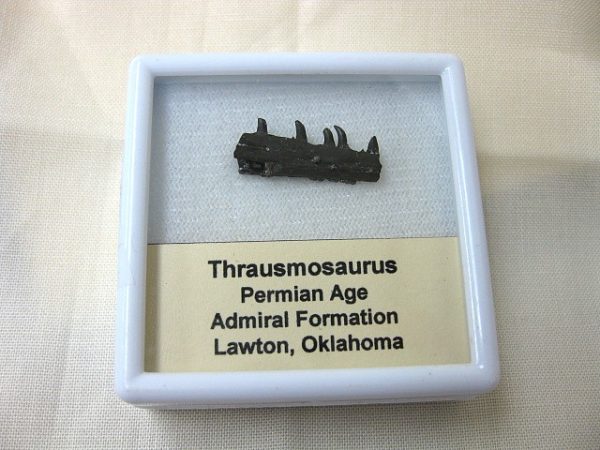 Thrausmosaurus
Permian Age
Admiral Formation
Lawton, Oklahoma